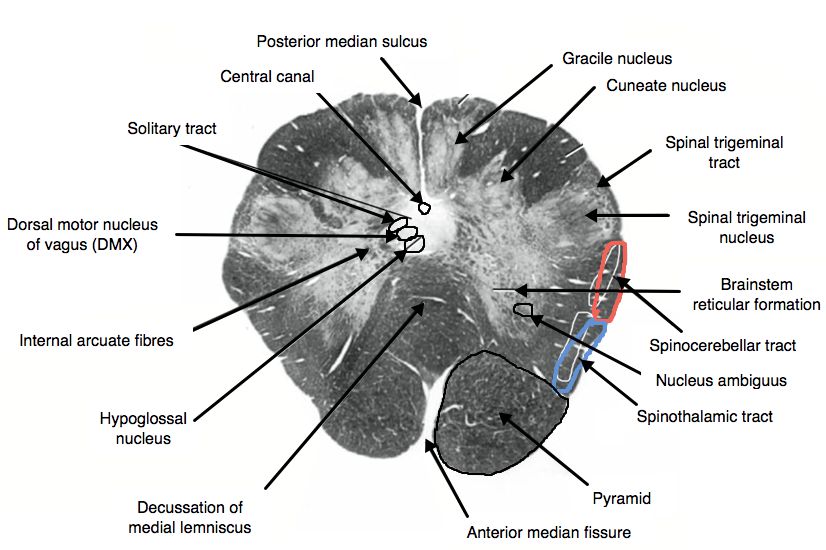 Posterior median sulcus
Central canal
Gracile nucleus
Cuneate nucleus
Solitary tract
Spinal trigeminal
tract
Dorsal motor nucleus
of vagus (DMX)
Spinal trigeminal
nucleus
Brainstem
reticular formation
Internal arcuate fibres
Spinocerebellar tract
Nucleus ambiguus
Hypoglossal
nucleus
Spinothalamic tract
Decussation of
medial lemniscus
Pyramid
Anterior median fissure